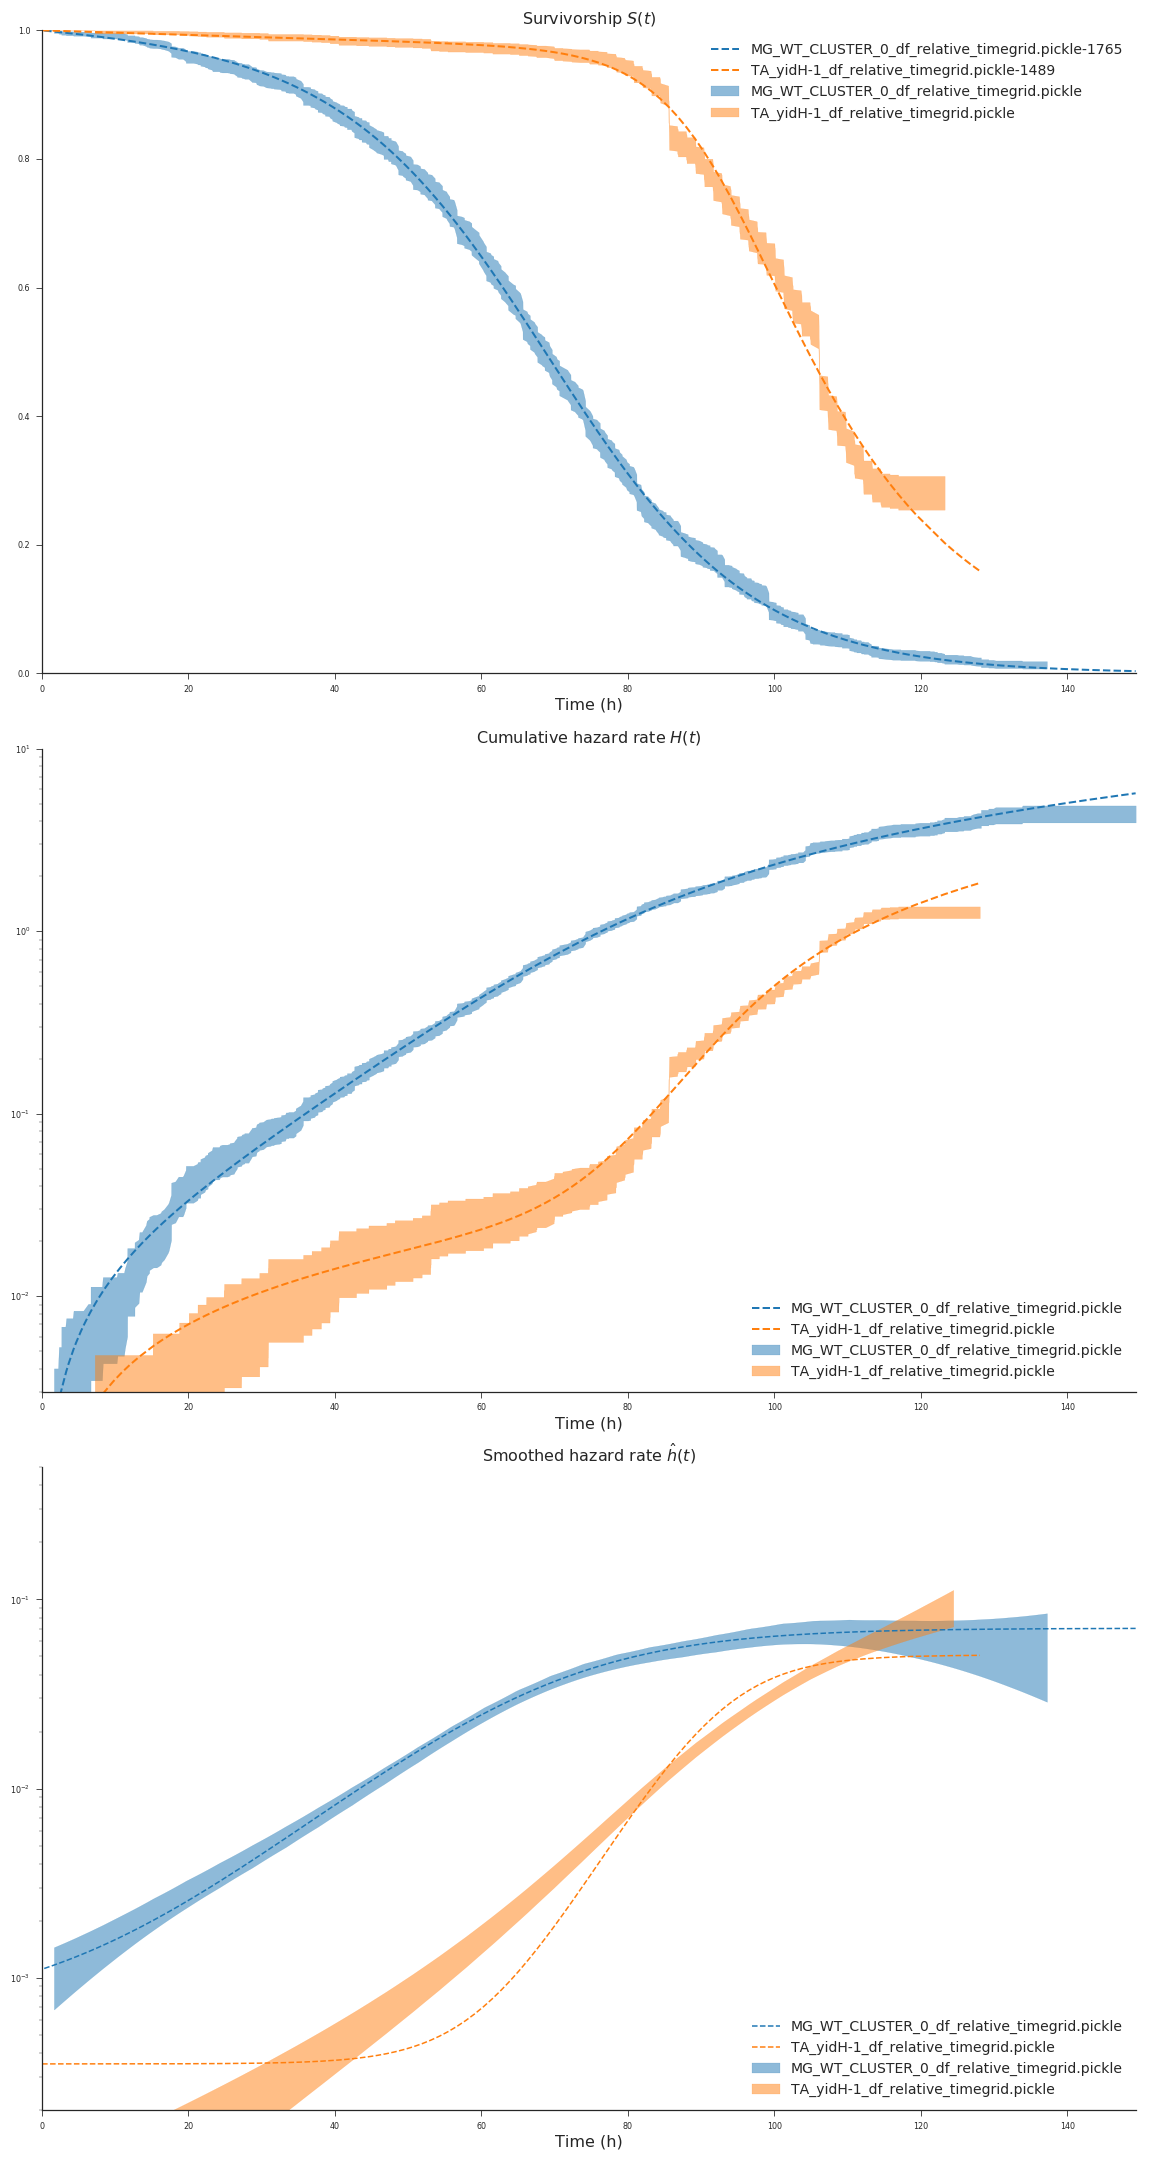 Survivorship S(t)
1.0
0.8
0.6
0.4
0.2
0.0
MG_WT_CLUSTER_0_df_relative_timegrid.pickle-1765
TA_yidH-1_df_relative_timegrid.pickle-1489
MG_WT_CLUSTER_0_df_relative_timegrid.pickle
TA_yidH-1_df_relative_timegrid.pickle
0 20 40 60 80 100 120 140
Time (h)
Cumulative hazard rate H(t)
10¹
10⁰
10⁻¹
10⁻²
MG_WT_CLUSTER_0_df_relative_timegrid.pickle
TA_yidH-1_df_relative_timegrid.pickle
MG_WT_CLUSTER_0_df_relative_timegrid.pickle
TA_yidH-1_df_relative_timegrid.pickle
0 20 40 60 80 100 120 140
Time (h)
Smoothed hazard rate ĥ(t)
10⁻¹
10⁻²
10⁻³
MG_WT_CLUSTER_0_df_relative_timegrid.pickle
TA_yidH-1_df_relative_timegrid.pickle
MG_WT_CLUSTER_0_df_relative_timegrid.pickle
TA_yidH-1_df_relative_timegrid.pickle
0 20 40 60 80 100 120 140
Time (h)